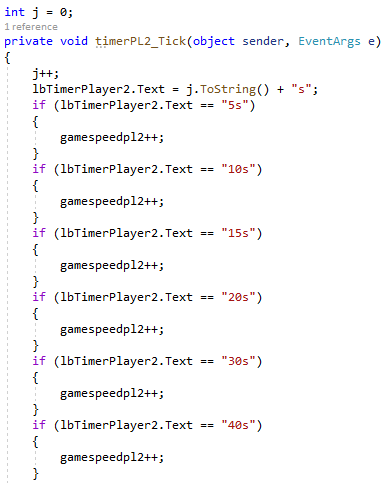 int j = 0;
1 reference
private void timerPL2_Tick(object sender, EventArgs e)
{
    j++;
    lbTimerPlayer2.Text = j.ToString() + "s";
    if (lbTimerPlayer2.Text == "5s")
    {
        gamespeedpl2++;
    }
    if (lbTimerPlayer2.Text == "10s")
    {
        gamespeedpl2++;
    }
    if (lbTimerPlayer2.Text == "15s")
    {
        gamespeedpl2++;
    }
    if (lbTimerPlayer2.Text == "20s")
    {
        gamespeedpl2++;
    }
    if (lbTimerPlayer2.Text == "30s")
    {
        gamespeedpl2++;
    }
    if (lbTimerPlayer2.Text == "40s")
    {
        gamespeedpl2++;
    }